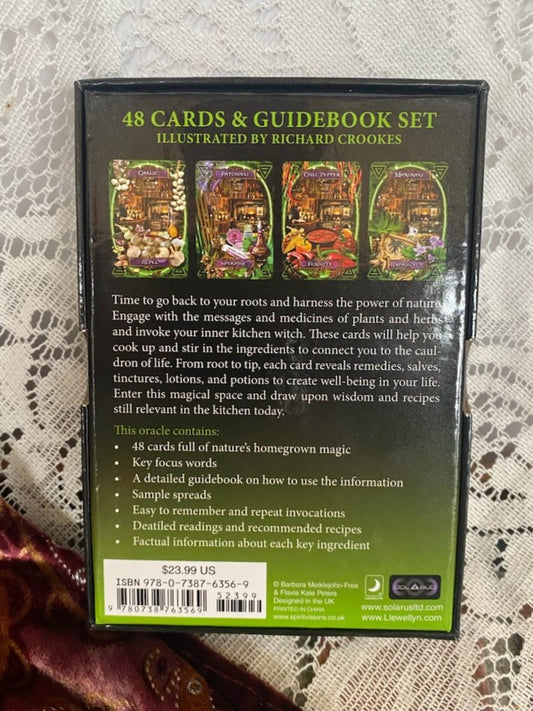 48 CARDS & GUIDEBOOK SET
ILLUSTRATED BY RICHARD CROOKES
GARLIC
PATCHOULI
CHILI PEPPER
MANDRAKE
REPEL
PURPOSE
FEROCITY
Time to go back to your roots and harness the power of nature.
Engage with the messages and medicines of plants and herbs
and invoke your inner kitchen witch. These cards will help you
cook up and stir in the ingredients to connect you to the caul-
dron of life. From root to tip, each card reveals remedies, salves,
tinctures, lotions, and potions to create well-being in your life.
Enter this magical space and draw upon wisdom and recipes
still relevant in the kitchen today.
This oracle contains:
• 48 cards full of nature's homegrown magic
• Key focus words
• A detailed guidebook on how to use the information
• Sample spreads
• Easy to remember and repeat invocations
• Deatiled readings and recommended recipes
• Factual information about each key ingredient
$23.99 US
ISBN 978-0-7387-6356-9
52399
9 780738 763569
© Barbara Meiklejohn-Free
& Flavia Kate Peters
Designed in the UK
PRINTED IN CHINA
www.spiritvisions.co.uk
SOLARUS
www.solarusltd.com
www.Llewellyn.com